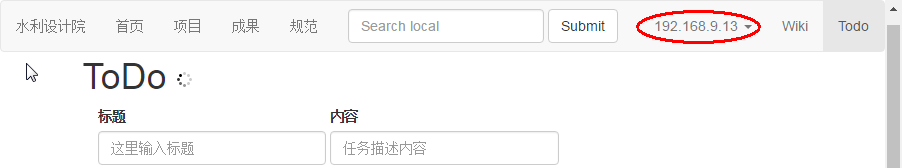 水利设计院 首页 项目 成果 规范 Search local Submit 192.168.9.13 Wiki Todo
ToDo
标题 内容
这里输入标题 任务描述内容